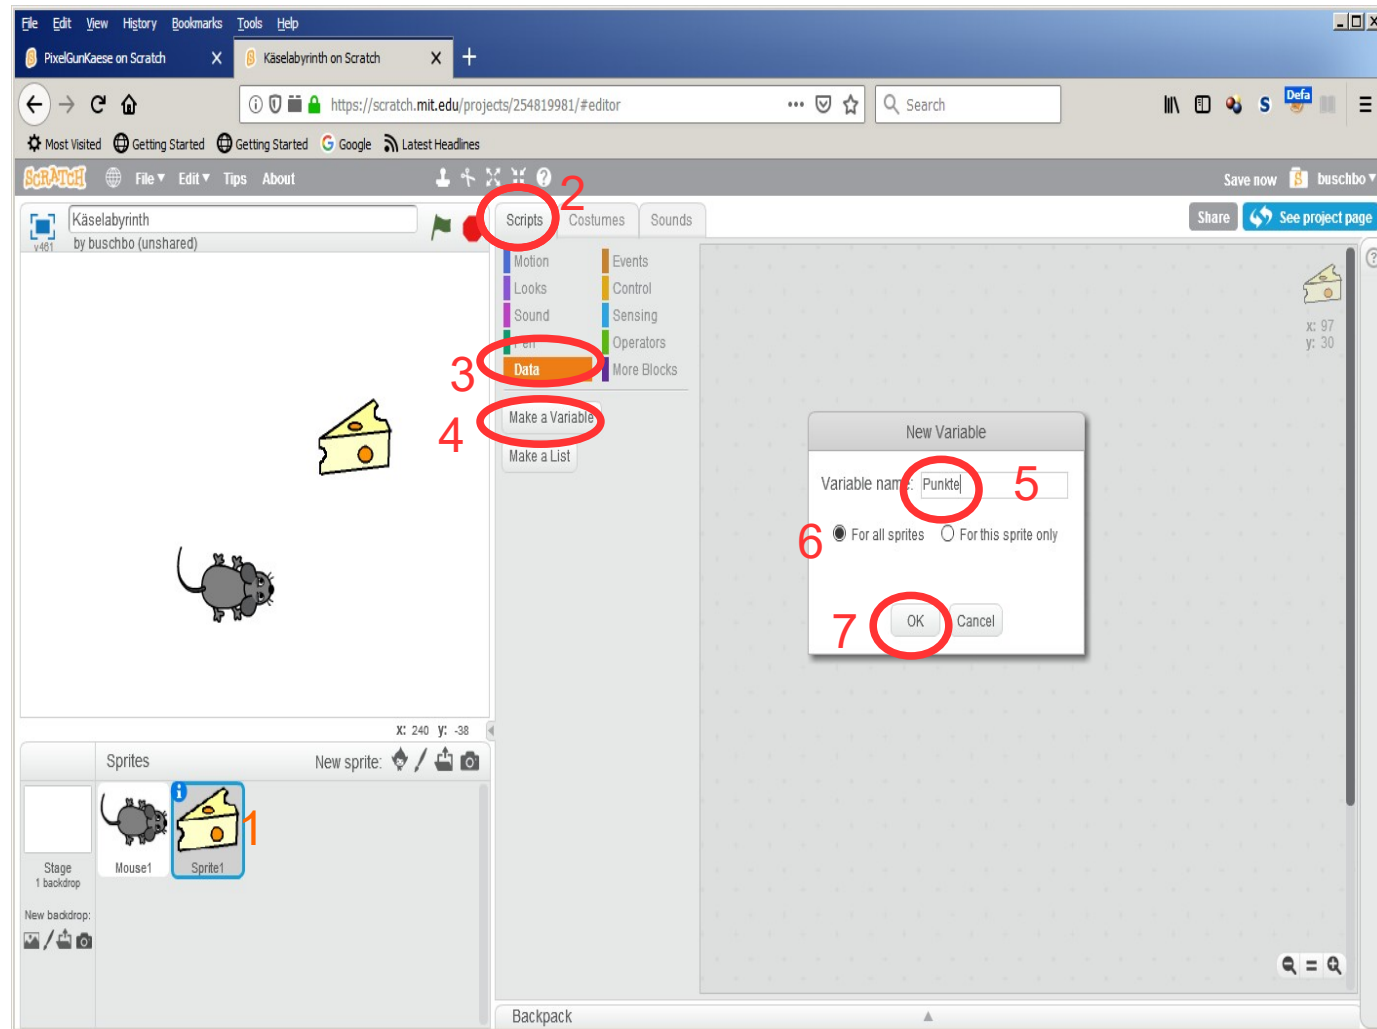 File Edit View History Bookmarks Tools Help
PixelGunKaese on Scratch X Käselabyrinth on Scratch X +
https://scratch.mit.edu/projects/254819981/#editor ••• Search Defa S
Most Visited Getting Started Getting Started G Google Latest Headlines
SCRATCH File Edit Tips About Save now S buschbo
2
Käselabyrinth
v461 by buschbo (unshared)
Scripts Costumes Sounds Share See project page
Motion Events
Looks Control
Sound Sensing
Pen Operators
3 Data More Blocks
4 Make a Variable
Make a List
x: 97
y: 30
New Variable
Variable name: Punkte 5
6 For all sprites For this sprite only
7 OK Cancel
x: 240 y: -38
Sprites New sprite:
1
Stage
1 backdrop
Mouse1 Sprite1
New backdrop:
Backpack